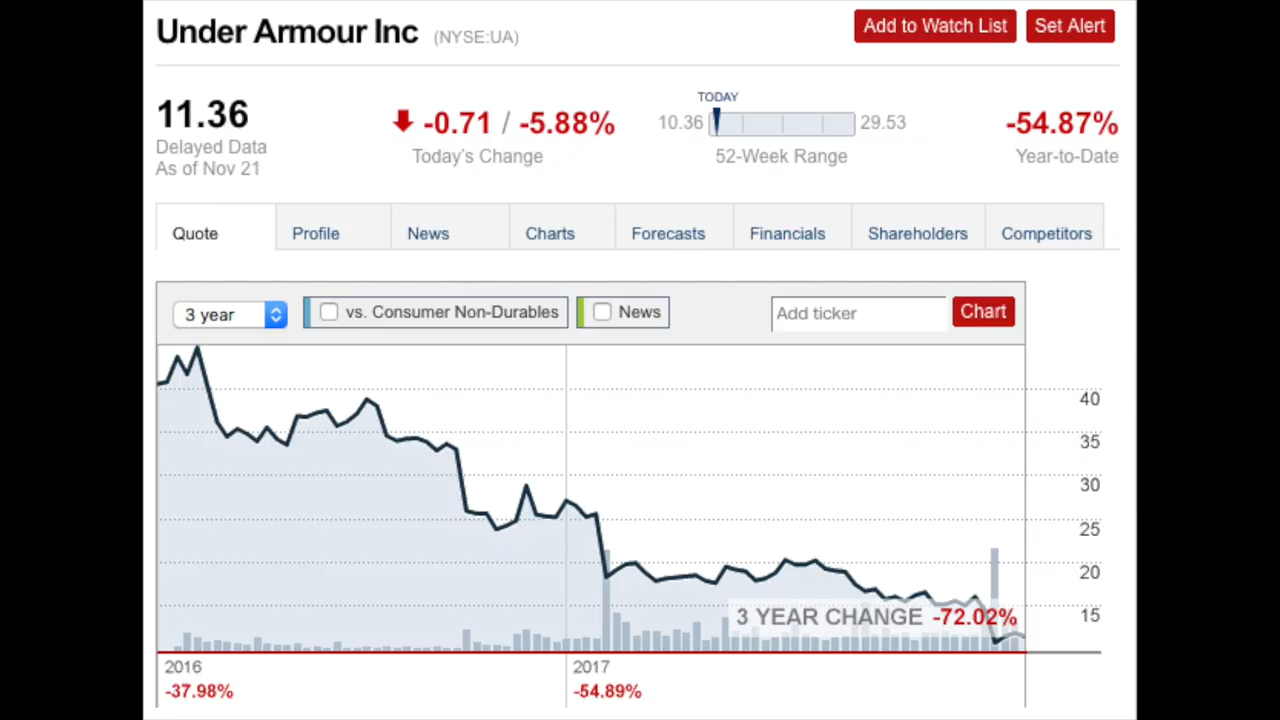 Under Armour Inc (NYSE:UA)
Add to Watch List
Set Alert
11.36
Delayed Data
As of Nov 21
-0.71 / -5.88%
Today's Change
TODAY
10.36
29.53
52-Week Range
-54.87%
Year-to-Date
Quote
Profile
News
Charts
Forecasts
Financials
Shareholders
Competitors
3 year
vs. Consumer Non-Durables
News
Add ticker
Chart
40
35
30
25
20
15
3 YEAR CHANGE -72.02%
2016
-37.98%
2017
-54.89%